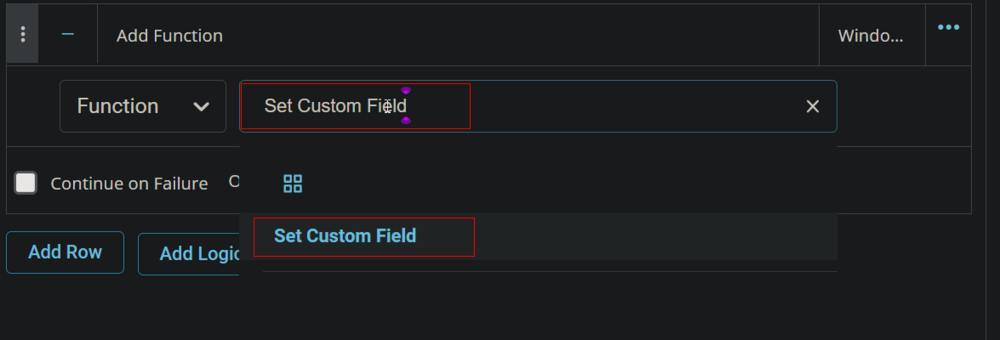 Add Function
Windo...
Function
Set Custom Field
Continue on Failure
O
Set Custom Field
Add Row
Add Logic